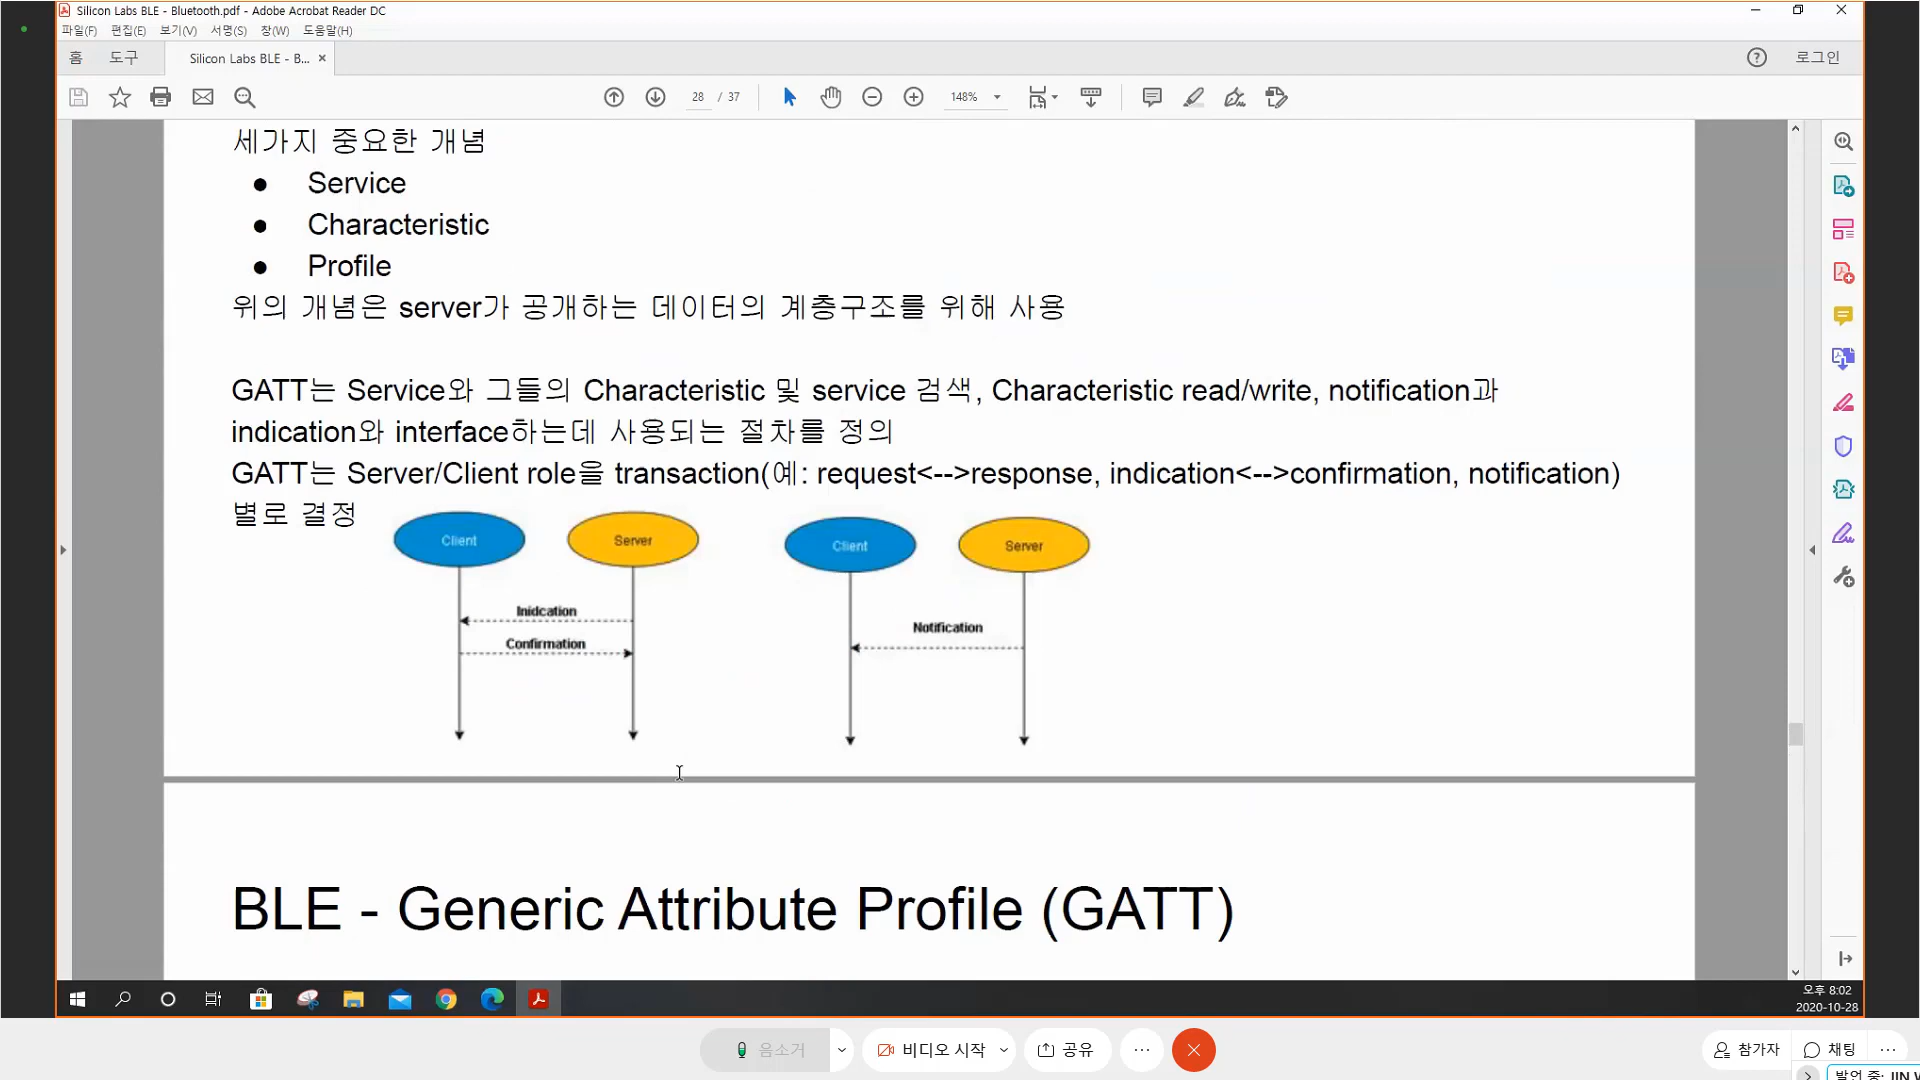 Silicon Labs BLE - Bluetooth.pdf - Adobe Acrobat Reader DC
파일(F) 편집(E) 보기(V) 서명(S) 창(W) 도움말(H)
홈 도구 Silicon Labs BLE - B... × 로그인
28 / 37 148%
세가지 중요한 개념
● Service
● Characteristic
● Profile
위의 개념은 server가 공개하는 데이터의 계층구조를 위해 사용
GATT는 Service와 그들의 Characteristic 및 service 검색, Characteristic read/write, notification과
indication와 interface하는데 사용되는 절차를 정의
GATT는 Server/Client role을 transaction(예: request<-->response, indication<-->confirmation, notification)
별로 결정
Client Server Client Server
Inidcation
Confirmation
Notification
BLE - Generic Attribute Profile (GATT)
오후 8:02
2020-10-28
음소거 비디오 시작 공유 ... 참가자 채팅 ...
발언 중: JIN